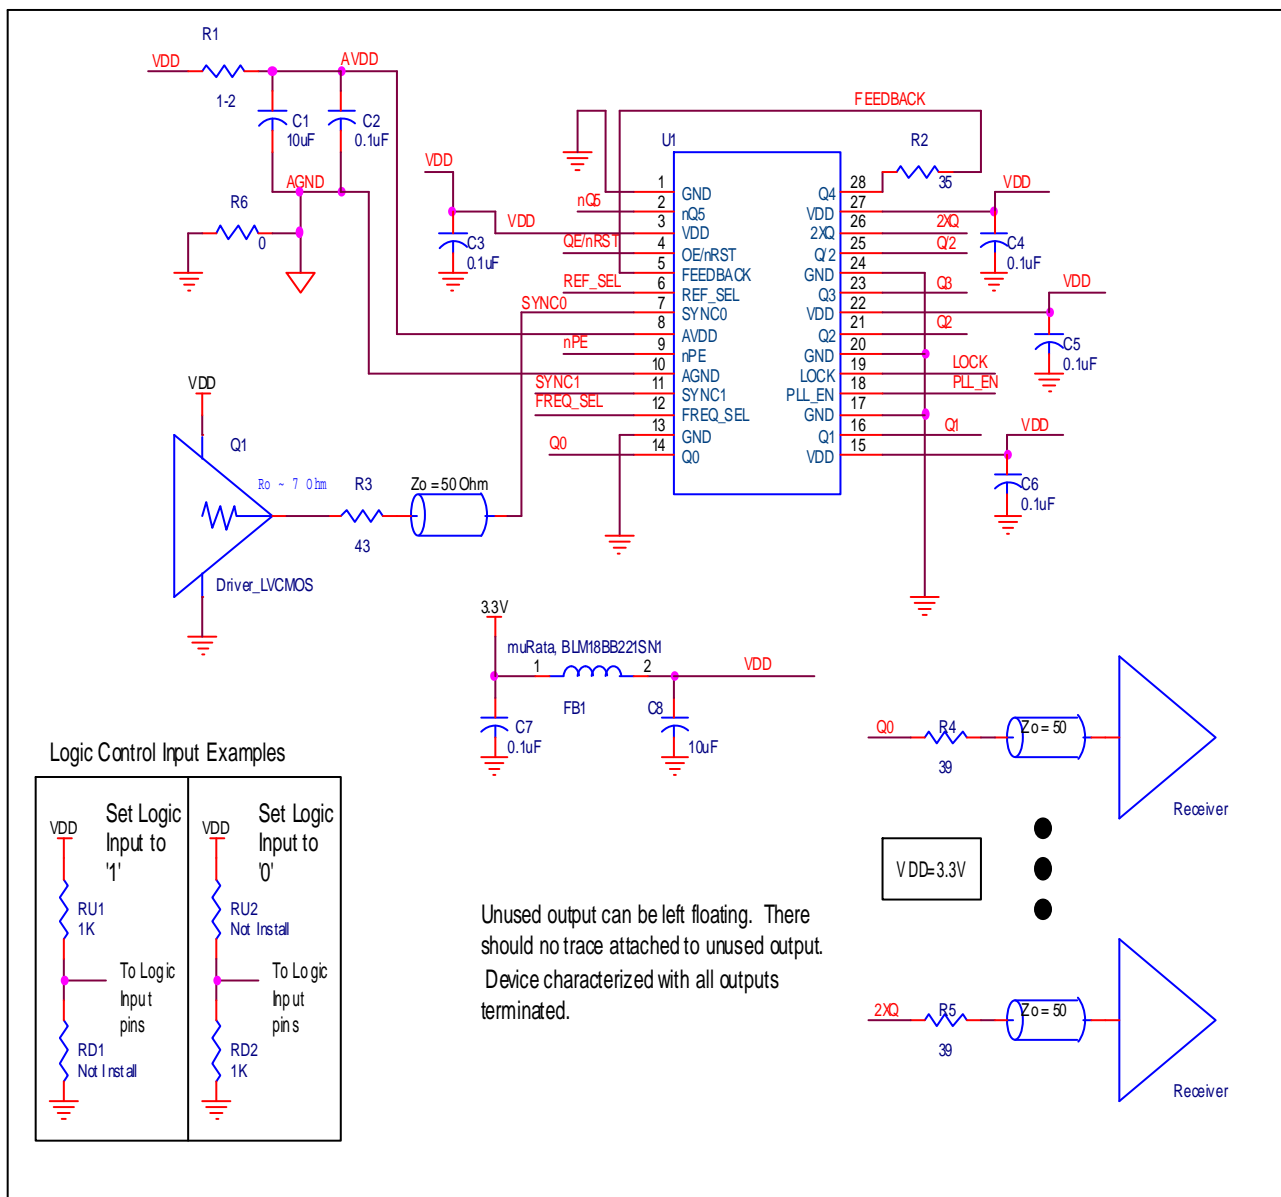 R1
VDD
AVDD
1-2
C1
10uF
C2
0.1uF
AGND
R6
0
VDD
VDD
C3
0.1uF
FEEDBACK
U1
R2
35
1
GND
nQ5
2
nQ5
3
VDD
OE/nRST
4
OE/nRST
5
FEEDBACK
REF_SEL
6
REF_SEL
SYNC0
7
SYNC0
8
AVDD
nPE
9
nPE
10
AGND
SYNC1
11
SYNC1
FREQ_SEL
12
FREQ_SEL
13
GND
Q0
14
Q0
Q4
28
VDD
27
VDD
2XQ
26
2XQ
Q/2
25
Q/2
C4
0.1uF
GND
24
Q3
23
Q3
VDD
VDD
22
Q2
21
Q2
GND
20
C5
0.1uF
LOCK
19
LOCK
PLL_EN
18
PLL_EN
GND
17
Q1
16
Q1
VDD
VDD
15
C6
0.1uF
VDD
Q1
Ro ~ 7 Ohm
R3
43
Zo = 50 Ohm
Driver_LVCMOS
3.3V
muRata, BLM18BB221SN1
1
2
VDD
FB1
C7
0.1uF
C8
10uF
Q0
R4
39
Zo = 50
Receiver
VDD=3.3V
2XQ
R5
39
Zo = 50
Receiver
Logic Control Input Examples
VDD
Set Logic
Input to
'1'
RU1
1K
To Logic
Input
pins
RD1
Not Install
VDD
Set Logic
Input to
'0'
RU2
Not Install
To Logic
Input
pins
RD2
1K
Unused output can be left floating. There
should no trace attached to unused output.
Device characterized with all outputs
terminated.